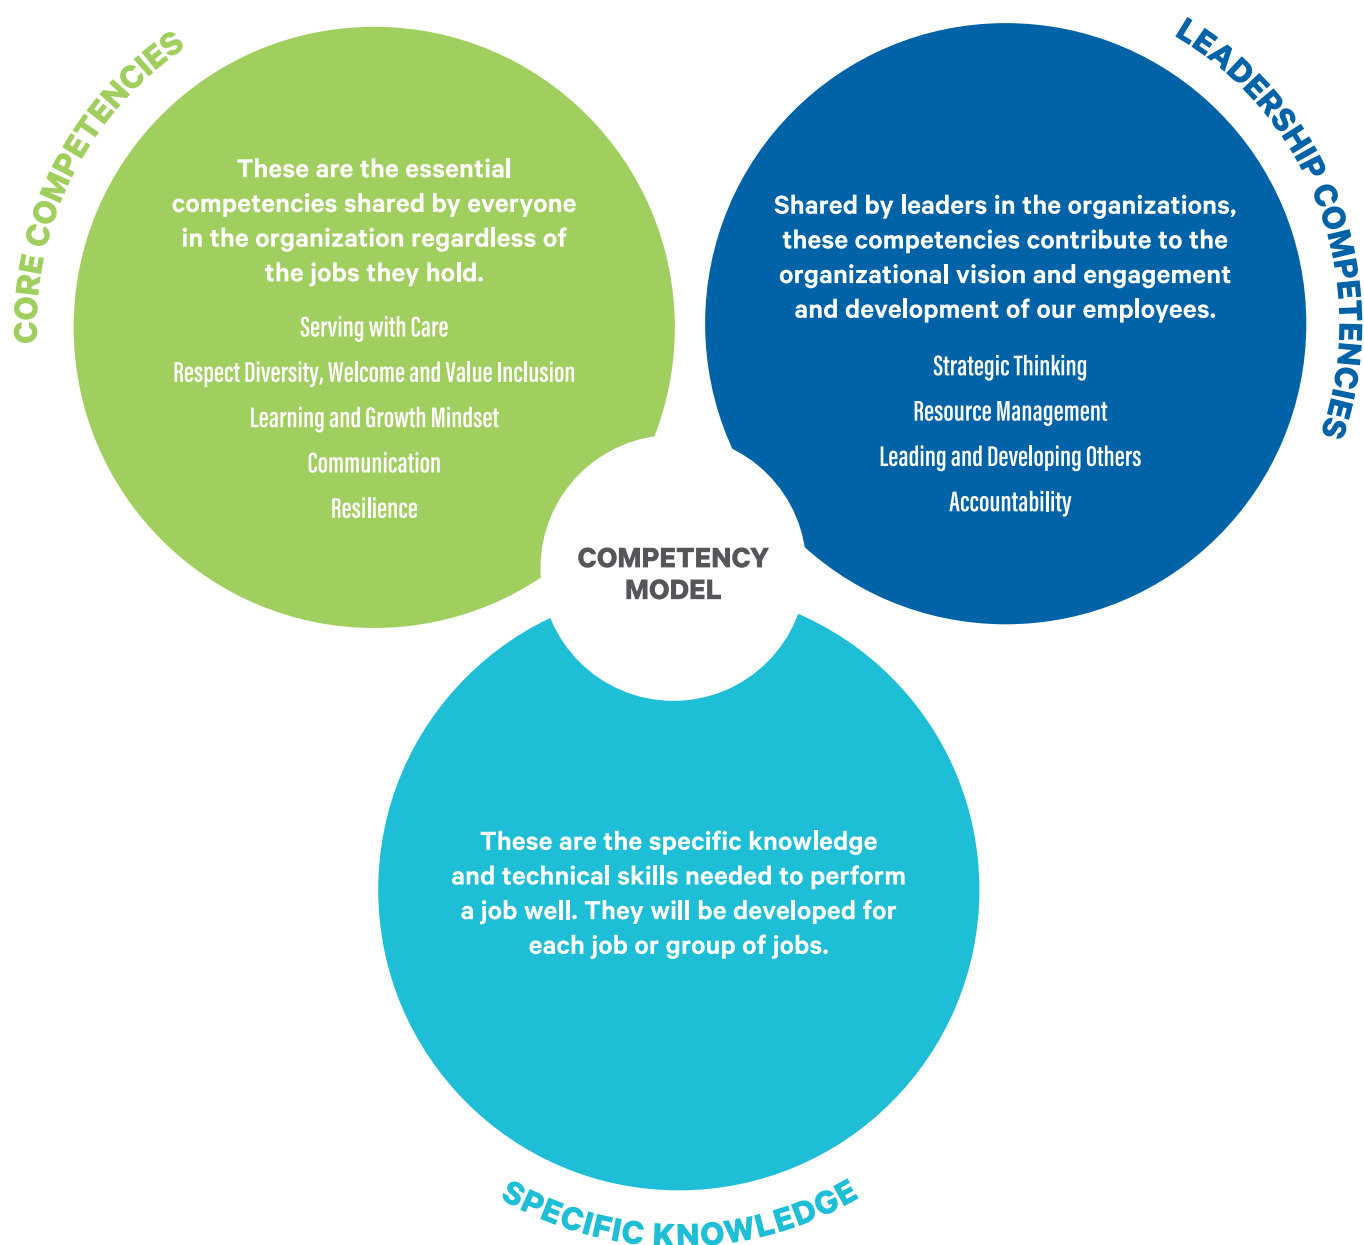 CORE COMPETENCIES
These are the essential
competencies shared by everyone
in the organization regardless of
the jobs they hold.
Serving with Care
Respect Diversity, Welcome and Value Inclusion
Learning and Growth Mindset
Communication
Resilience
LEADERSHIP COMPETENCIES
Shared by leaders in the organizations,
these competencies contribute to the
organizational vision and engagement
and development of our employees.
Strategic Thinking
Resource Management
Leading and Developing Others
Accountability
COMPETENCY
MODEL
These are the specific knowledge
and technical skills needed to perform
a job well. They will be developed for
each job or group of jobs.
SPECIFIC KNOWLEDGE